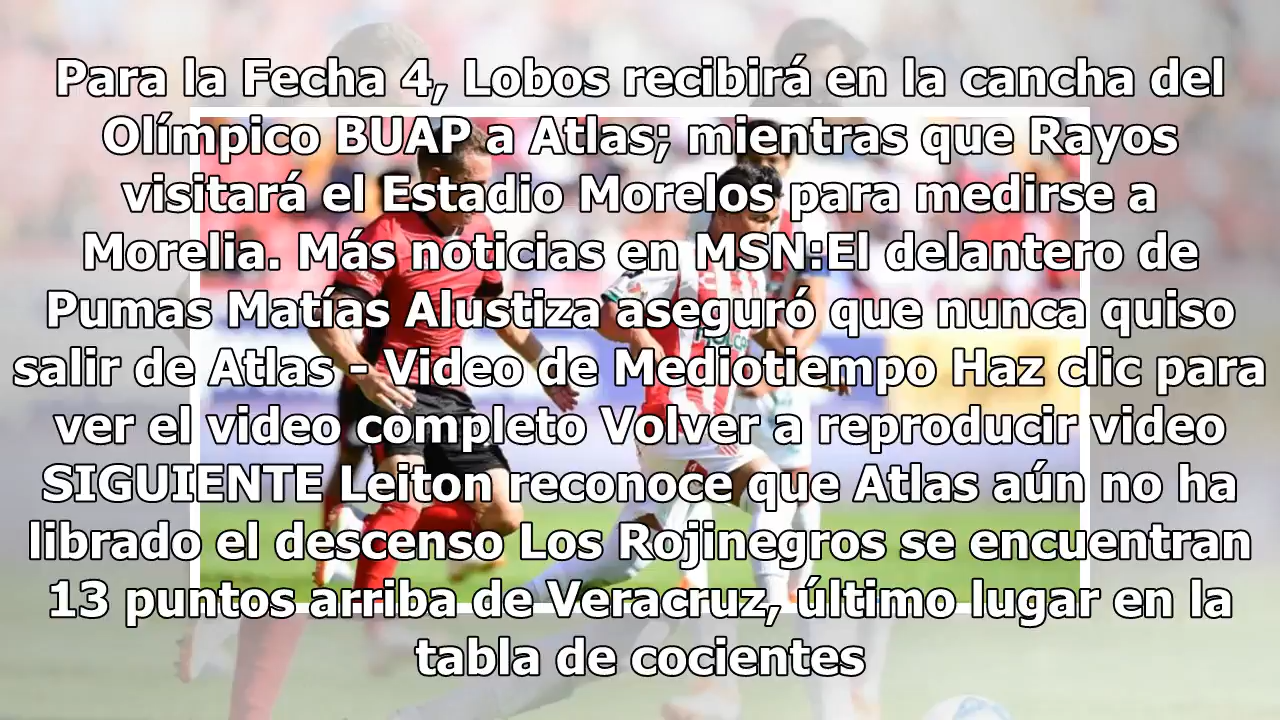 Para la Fecha 4, Lobos recibirá en la cancha del
Olímpico BUAP a Atlas; mientras que Rayos
visitará el Estadio Morelos para medirse a
Morelia. Más noticias en MSN:El delantero de
Pumas Matías Alustiza aseguró que nunca quiso
salir de Atlas - Video de Mediotiempo Haz clic para
ver el video completo Volver a reproducir video
SIGUIENTE Leiton reconoce que Atlas aún no ha
librado el descenso Los Rojinegros se encuentran
13 puntos arriba de Veracruz, último lugar en la
tabla de cocientes